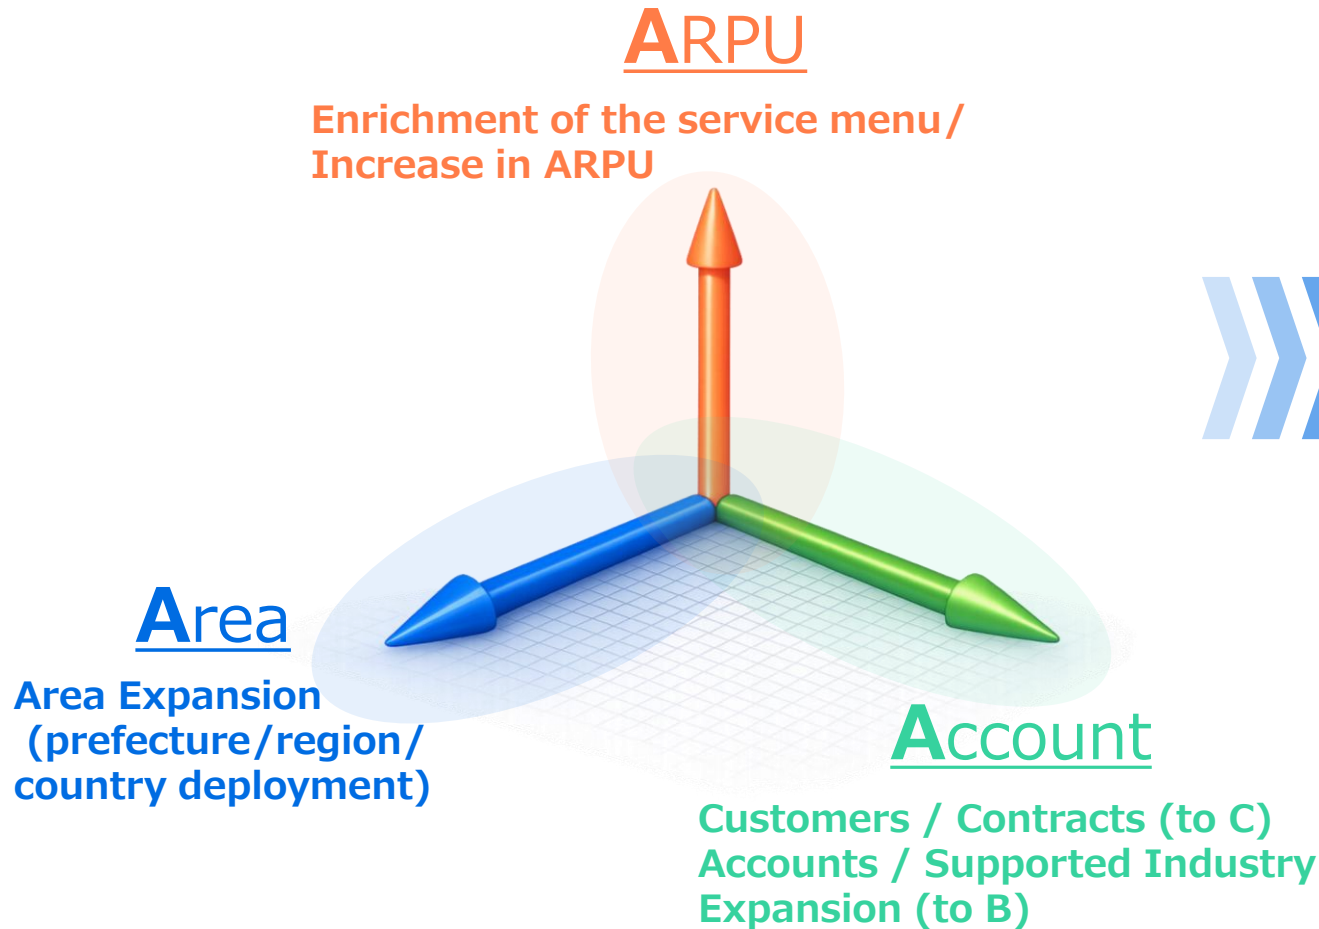 ARPU
Enrichment of the service menu/
Increase in ARPU
Area
Area Expansion
(prefecture/region/
country deployment)
Account
Customers / Contracts (to C)
Accounts / Supported Industry
Expansion (to B)